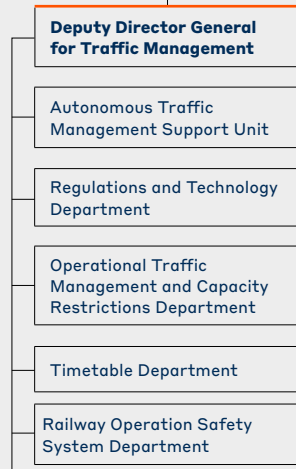 Deputy Director General
for Traffic Management
Autonomous Traffic
Management Support Unit
Regulations and Technology
Department
Operational Traffic
Management and Capacity
Restrictions Department
Timetable Department
Railway Operation Safety
System Department